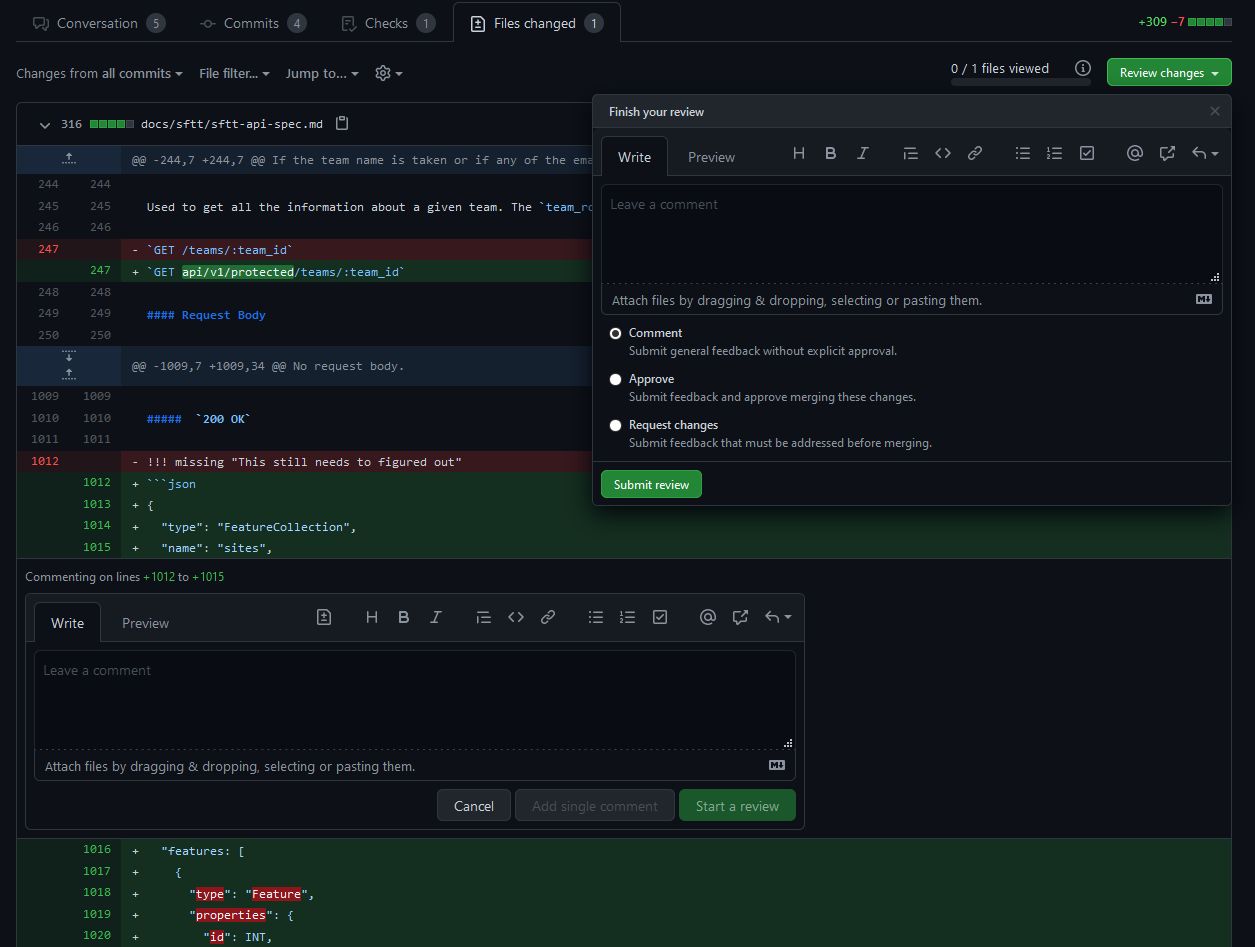 Conversation 5 Commits 4 Checks 1 Files changed 1 +309 −7
Changes from all commits File filter... Jump to... 0 / 1 files viewed Review changes
316 docs/sftt/sftt-api-spec.md
@@ -244,7 +244,7 @@ If the team name is taken or if any of the ema
244 244
245 245 Used to get all the information about a given team. The `team_ro
246 246
247 - `GET /teams/:team_id`
247 + `GET api/v1/protected/teams/:team_id`
248 248
249 249 #### Request Body
250 250
@@ -1009,7 +1009,34 @@ No request body.
1009 1009
1010 1010 ##### `200 OK`
1011 1011
1012 - !!! missing "This still needs to figured out"
1012 + ```json
1013 + {
1014 + "type": "FeatureCollection",
1015 + "name": "sites",
Finish your review
Write Preview
Leave a comment
Attach files by dragging & dropping, selecting or pasting them.
Comment
Submit general feedback without explicit approval.
Approve
Submit feedback and approve merging these changes.
Request changes
Submit feedback that must be addressed before merging.
Submit review
Commenting on lines +1012 to +1015
Write Preview
Leave a comment
Attach files by dragging & dropping, selecting or pasting them.
Cancel Add single comment Start a review
1016 + "features: [
1017 + {
1018 + "type": "Feature",
1019 + "properties": {
1020 + "id": INT,